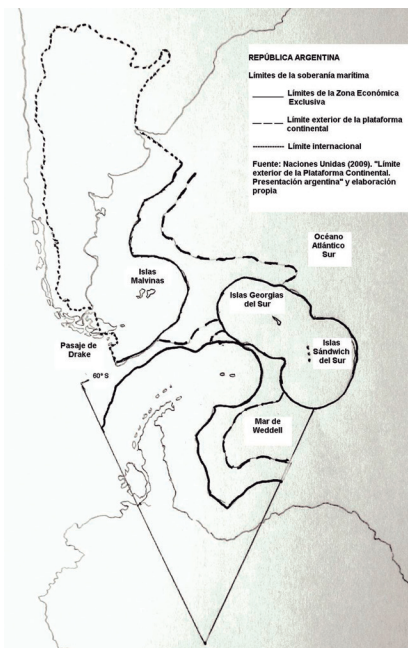 REPÚBLICA ARGENTINA
Límites de la soberanía marítima
Límites de la Zona Económica
Exclusiva
Límite exterior de la plataforma
continental
Límite internacional
Fuente: Naciones Unidas (2009). "Límite
exterior de la Plataforma Continental.
Presentación argentina" y elaboración
propia
Océano
Atlántico
Sur
Islas
Malvinas
Islas Georgias
del Sur
Islas
Sándwich
del Sur
Pasaje de
Drake
60º S
Mar de
Weddell